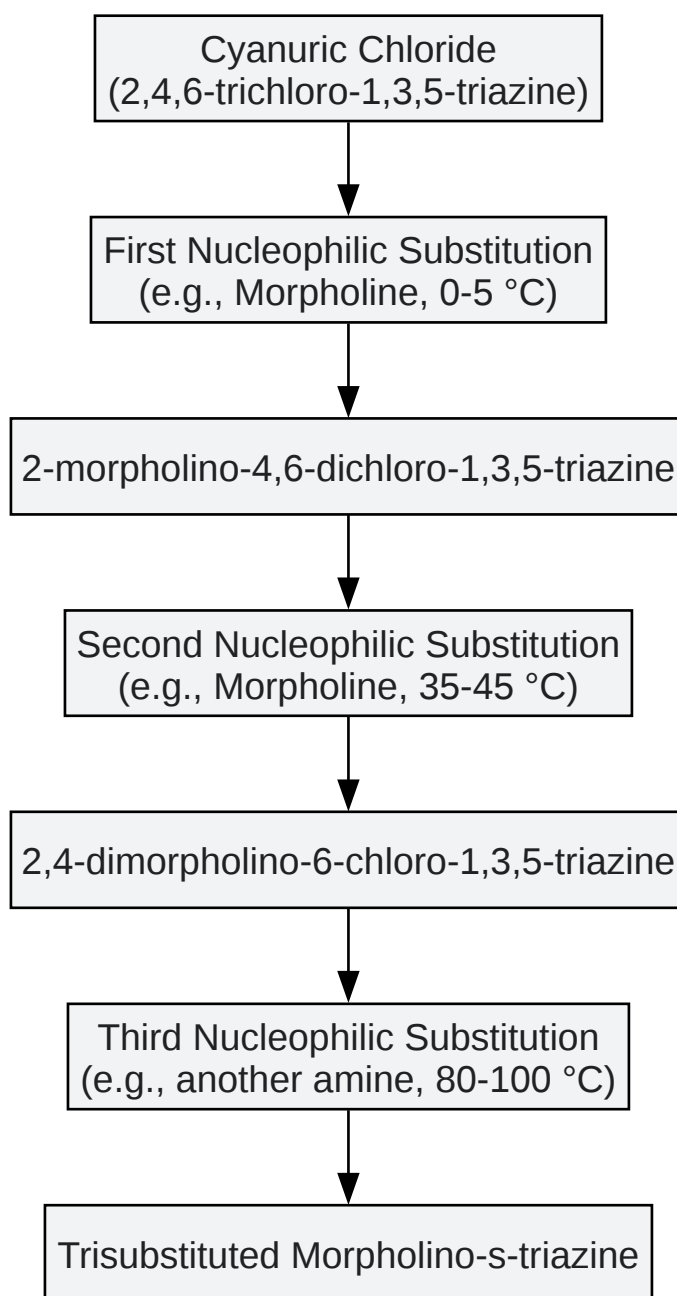 Cyanuric Chloride
(2,4,6-trichloro-1,3,5-triazine)
First Nucleophilic Substitution
(e.g., Morpholine, 0-5 °C)
2-morpholino-4,6-dichloro-1,3,5-triazine
Second Nucleophilic Substitution
(e.g., Morpholine, 35-45 °C)
2,4-dimorpholino-6-chloro-1,3,5-triazine
Third Nucleophilic Substitution
(e.g., another amine, 80-100 °C)
Trisubstituted Morpholino-s-triazine